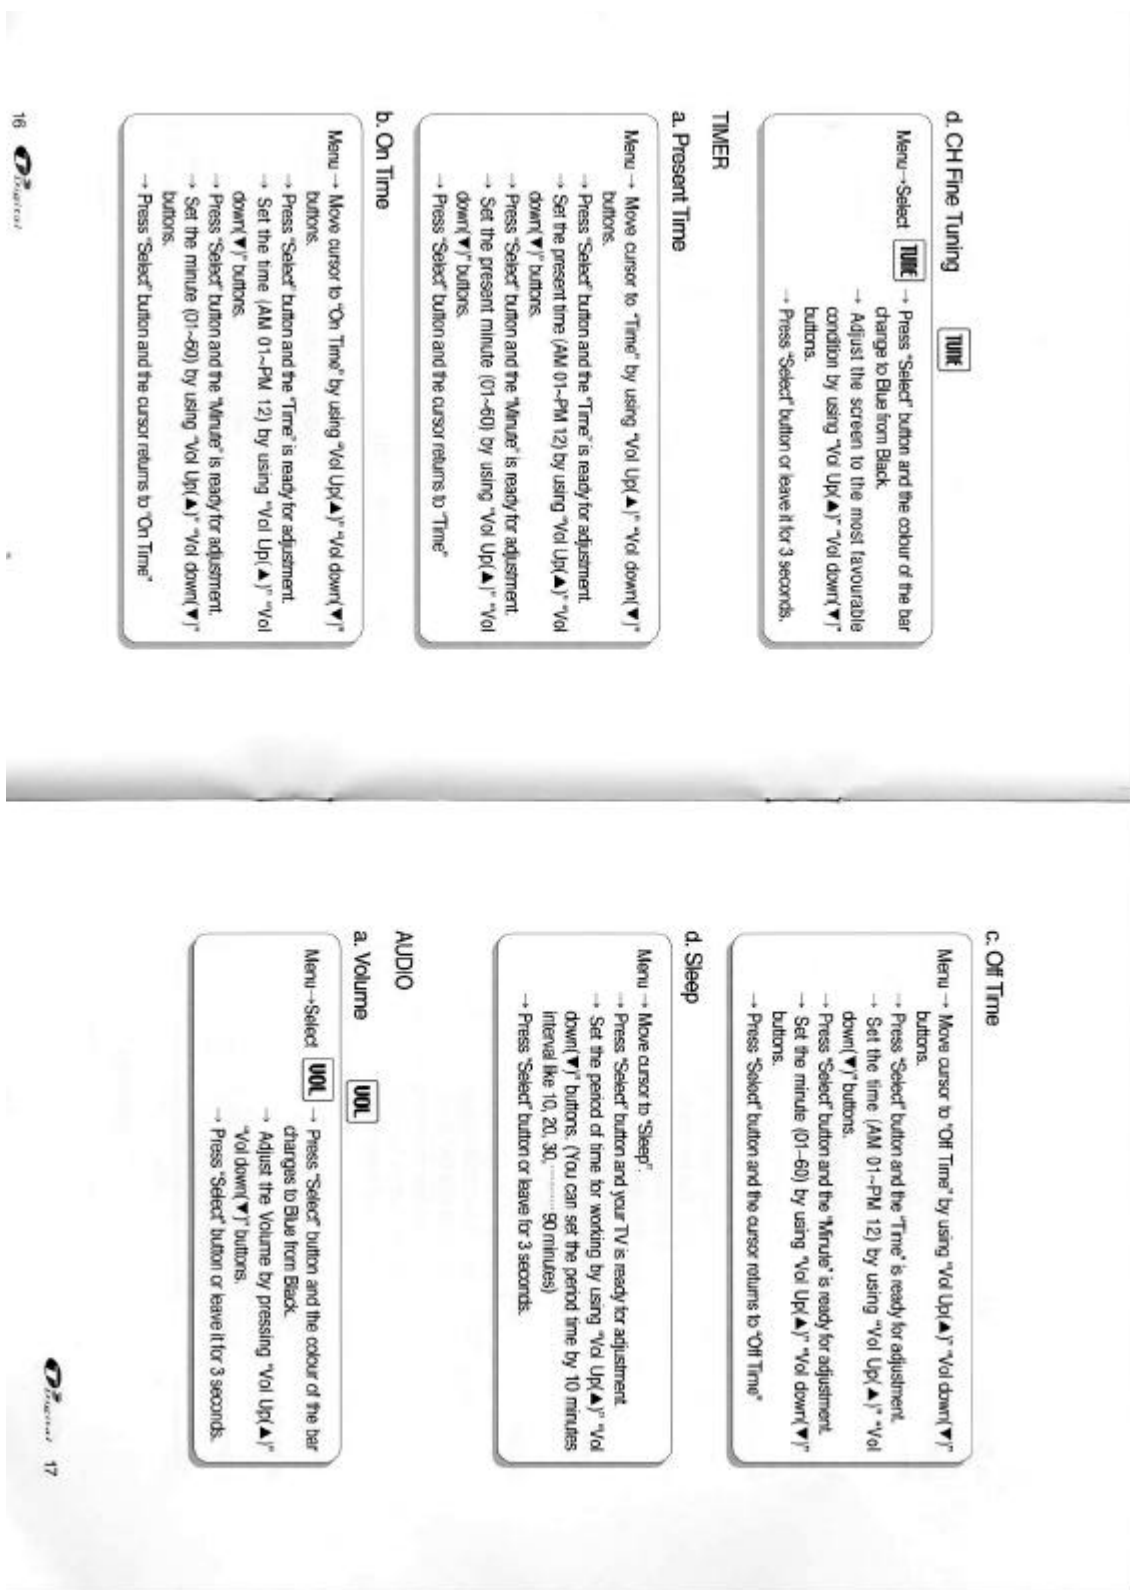 d. CH Fine Tuning TUNE
Menu→Select TUNE → Press "Select" button and the colour of the bar
change to Blue from Black.
→ Adjust the screen to the most favourable
condition by using "Vol Up(▲)" "Vol down(▼)"
buttons.
→ Press "Select" button or leave it for 3 seconds.
TIMER
a. Present Time
Menu → Move cursor to "Time" by using "Vol Up(▲)" "Vol down(▼)"
buttons.
→ Press "Select" button and the "Time" is ready for adjustment.
→ Set the present time (AM 01~PM 12) by using "Vol Up(▲)" "Vol
down(▼)" buttons.
→ Press "Select" button and the "Minute" is ready for adjustment.
→ Set the present minute (01~60) by using "Vol Up(▲)" "Vol
down(▼)" buttons.
→ Press "Select" button and the cursor returns to "Time"
b. On Time
Menu → Move cursor to "On Time" by using "Vol Up(▲)" "Vol down(▼)"
buttons.
→ Press "Select" button and the "Time" is ready for adjustment.
→ Set the time (AM 01~PM 12) by using "Vol Up(▲)" "Vol
down(▼)" buttons.
→ Press "Select" button and the "Minute" is ready for adjustment.
→ Set the minute (01~60) by using "Vol Up(▲)" "Vol down(▼)"
buttons.
→ Press "Select" button and the cursor returns to "On Time"
16 Digital
c. Off Time
Menu → Move cursor to "Off Time" by using "Vol Up(▲)" "Vol down(▼)"
buttons.
→ Press "Select" button and the "Time" is ready for adjustment.
→ Set the time (AM 01~PM 12) by using "Vol Up(▲)" "Vol
down(▼)" buttons.
→ Press "Select" button and the "Minute" is ready for adjustment.
→ Set the minute (01~60) by using "Vol Up(▲)" "Vol down(▼)"
buttons.
→ Press "Select" button and the cursor returns to "Off Time"
d. Sleep
Menu → Move cursor to "Sleep".
→ Press "Select" button and your TV is ready for adjustment.
→ Set the period of time for working by using "Vol Up(▲)" "Vol
down(▼)" buttons. (You can set the period time by 10 minutes
interval like 10, 20, 30, ·········· 90 minutes)
→ Press "Select" button or leave for 3 seconds.
AUDIO
a. Volume VOL
Menu→Select VOL → Press "Select" button and the colour of the bar
changes to Blue from Black.
→ Adjust the Volume by pressing "Vol Up(▲)"
"Vol down(▼)" buttons.
→ Press "Select" button or leave it for 3 seconds.
Digital 17